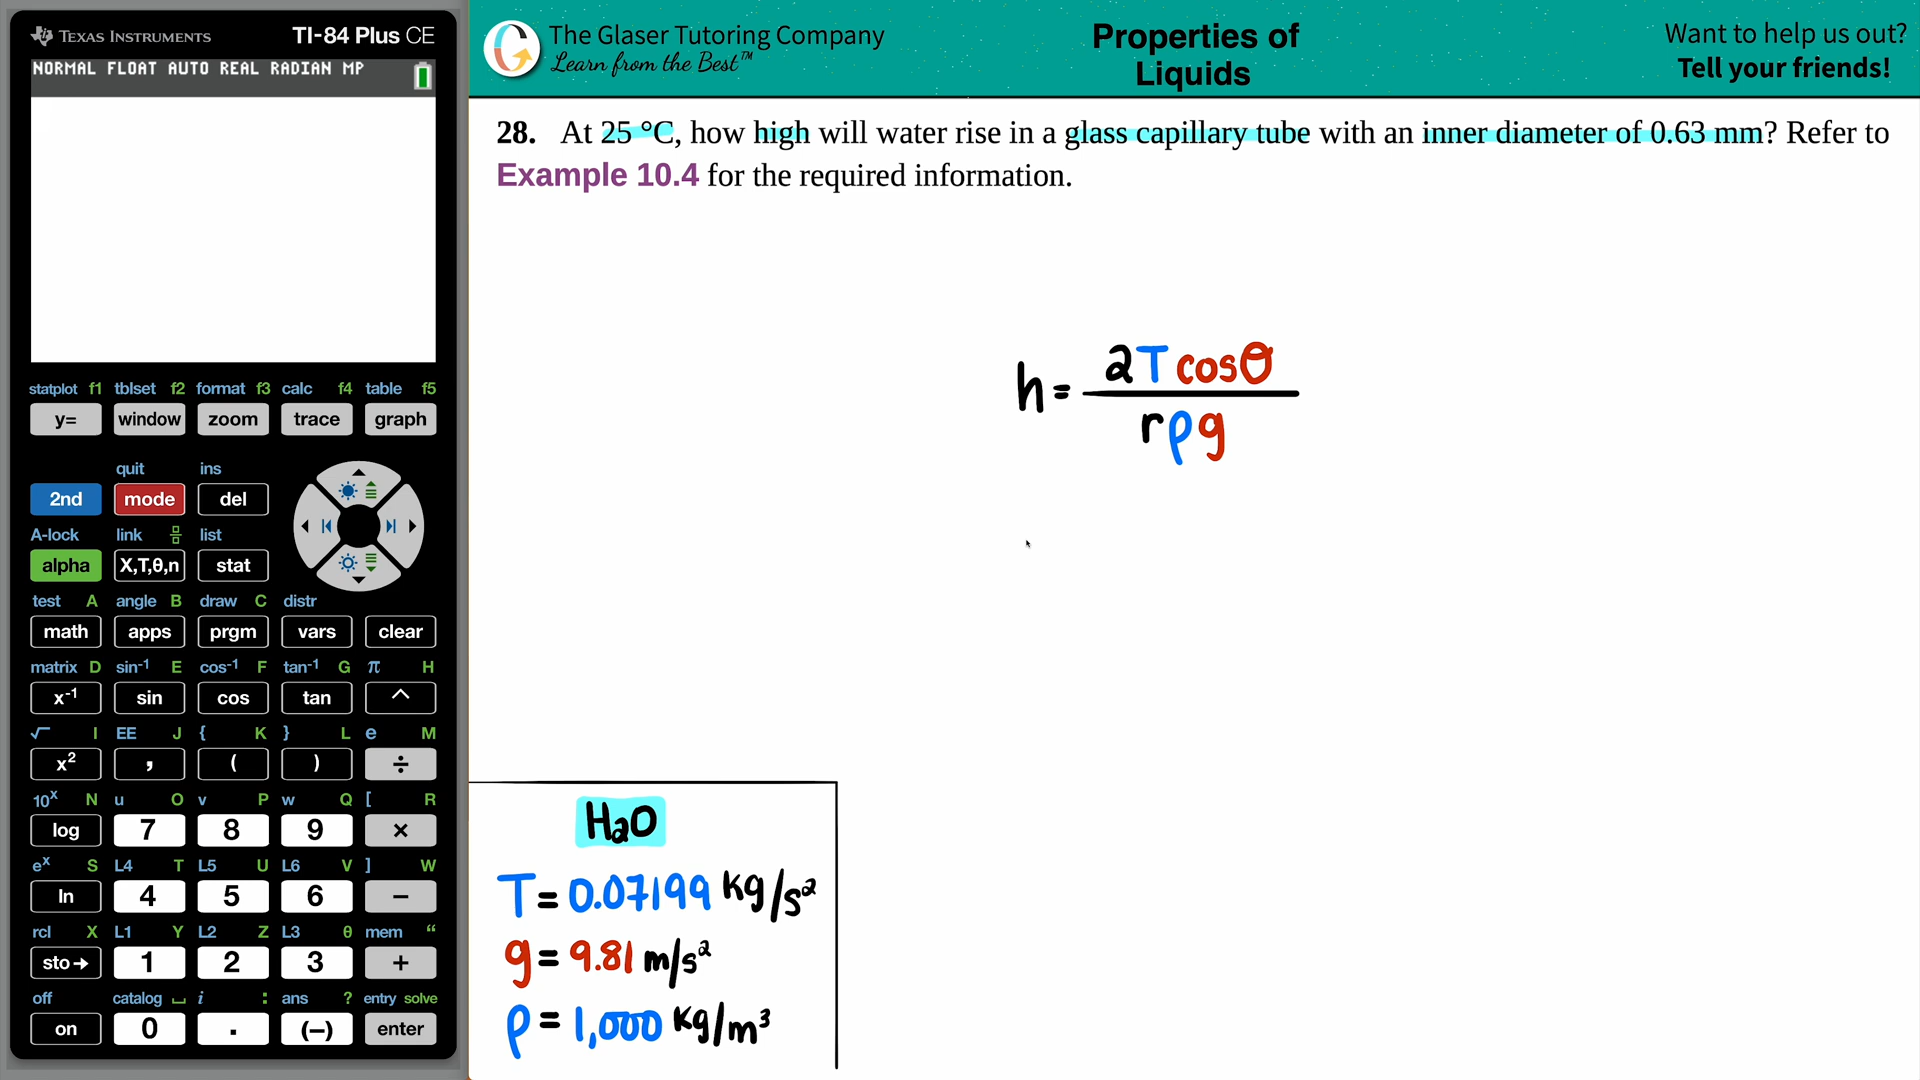 TEXAS INSTRUMENTS TI-84 Plus CE
NORMAL FLOAT AUTO REAL RADIAN MP
statplot f1 tblset f2 format f3 calc f4 table f5
y= window zoom trace graph
quit ins
2nd mode del
A-lock link list
alpha X,T,θ,n stat
test A angle B draw C distr
math apps prgm vars clear
matrix D sin⁻¹ E cos⁻¹ F tan⁻¹ G π H
x⁻¹ sin cos tan ^
√ I EE J { K } L e M
x² , ( ) ÷
10ˣ N u O v P w Q [ R
log 7 8 9 ×
eˣ S L4 T L5 U L6 V ] W
ln 4 5 6 −
rcl X L1 Y L2 Z L3 θ mem “
sto→ 1 2 3 +
off catalog ⎵ i : ans ? entry solve
on 0 . (−) enter
The Glaser Tutoring Company
Learn from the Best™
Properties of
Liquids
Want to help us out?
Tell your friends!
28. At 25 °C, how high will water rise in a glass capillary tube with an inner diameter of 0.63 mm? Refer to
Example 10.4 for the required information.
h = 2Tcosθ / rρg
H₂O
T = 0.07199 kg/s²
g = 9.81 m/s²
ρ = 1,000 kg/m³